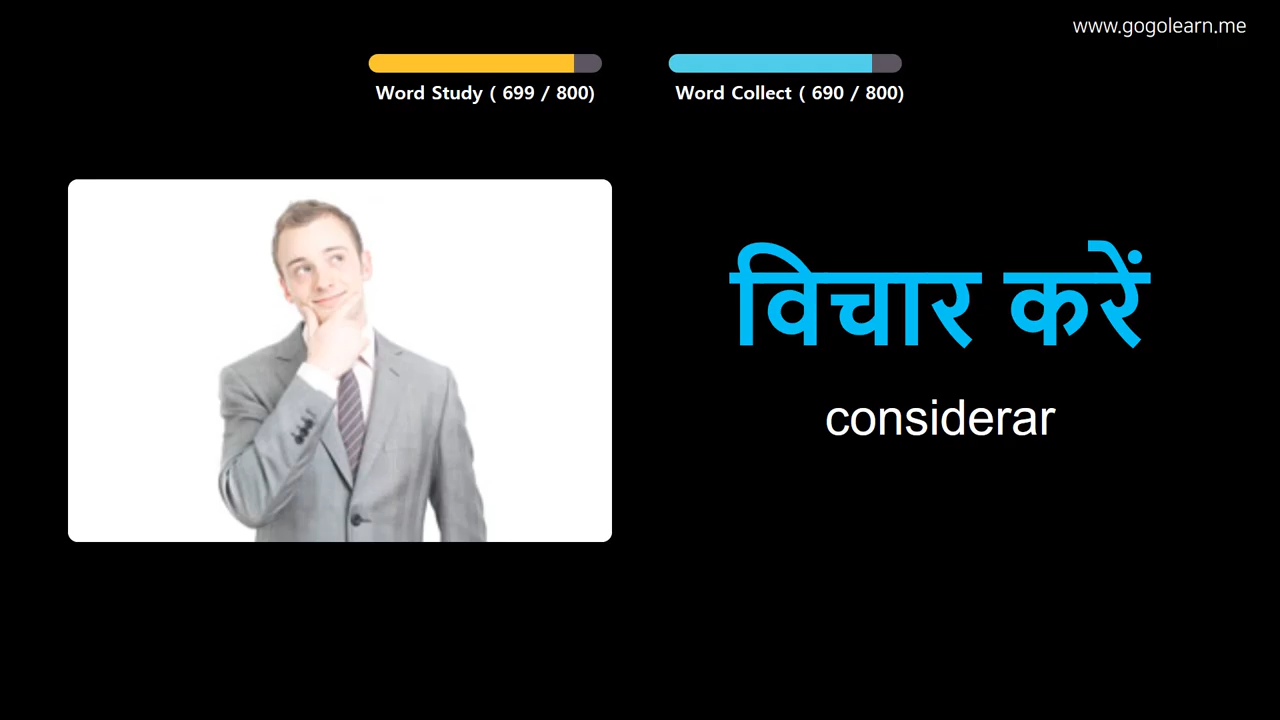 www.gogolearn.me
Word Study ( 699 / 800)
Word Collect ( 690 / 800)
विचार करें
considerar